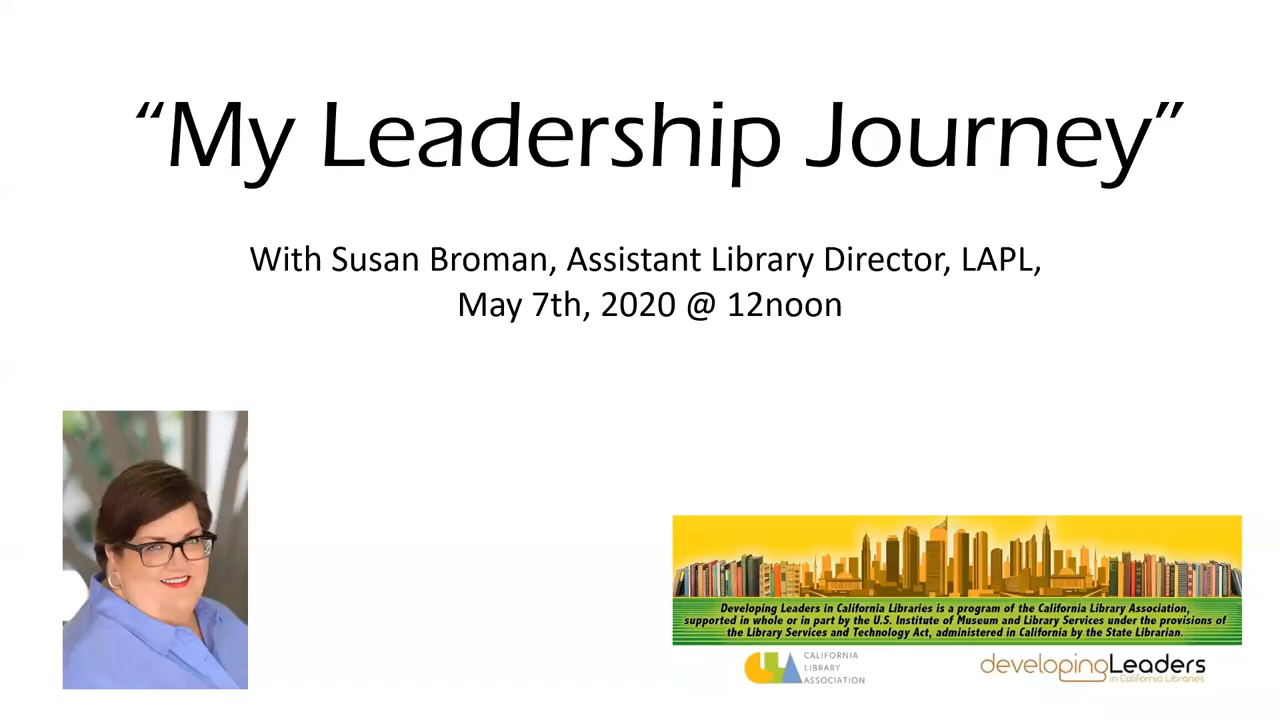 “My Leadership Journey”
With Susan Broman, Assistant Library Director, LAPL,
May 7th, 2020 @ 12noon
Developing Leaders in California Libraries is a program of the California Library Association,
supported in whole or in part by the U.S. Institute of Museum and Library Services under the provisions of
the Library Services and Technology Act, administered in California by the State Librarian.
CLA
CALIFORNIA
LIBRARY
ASSOCIATION
developingLeaders
in California Libraries